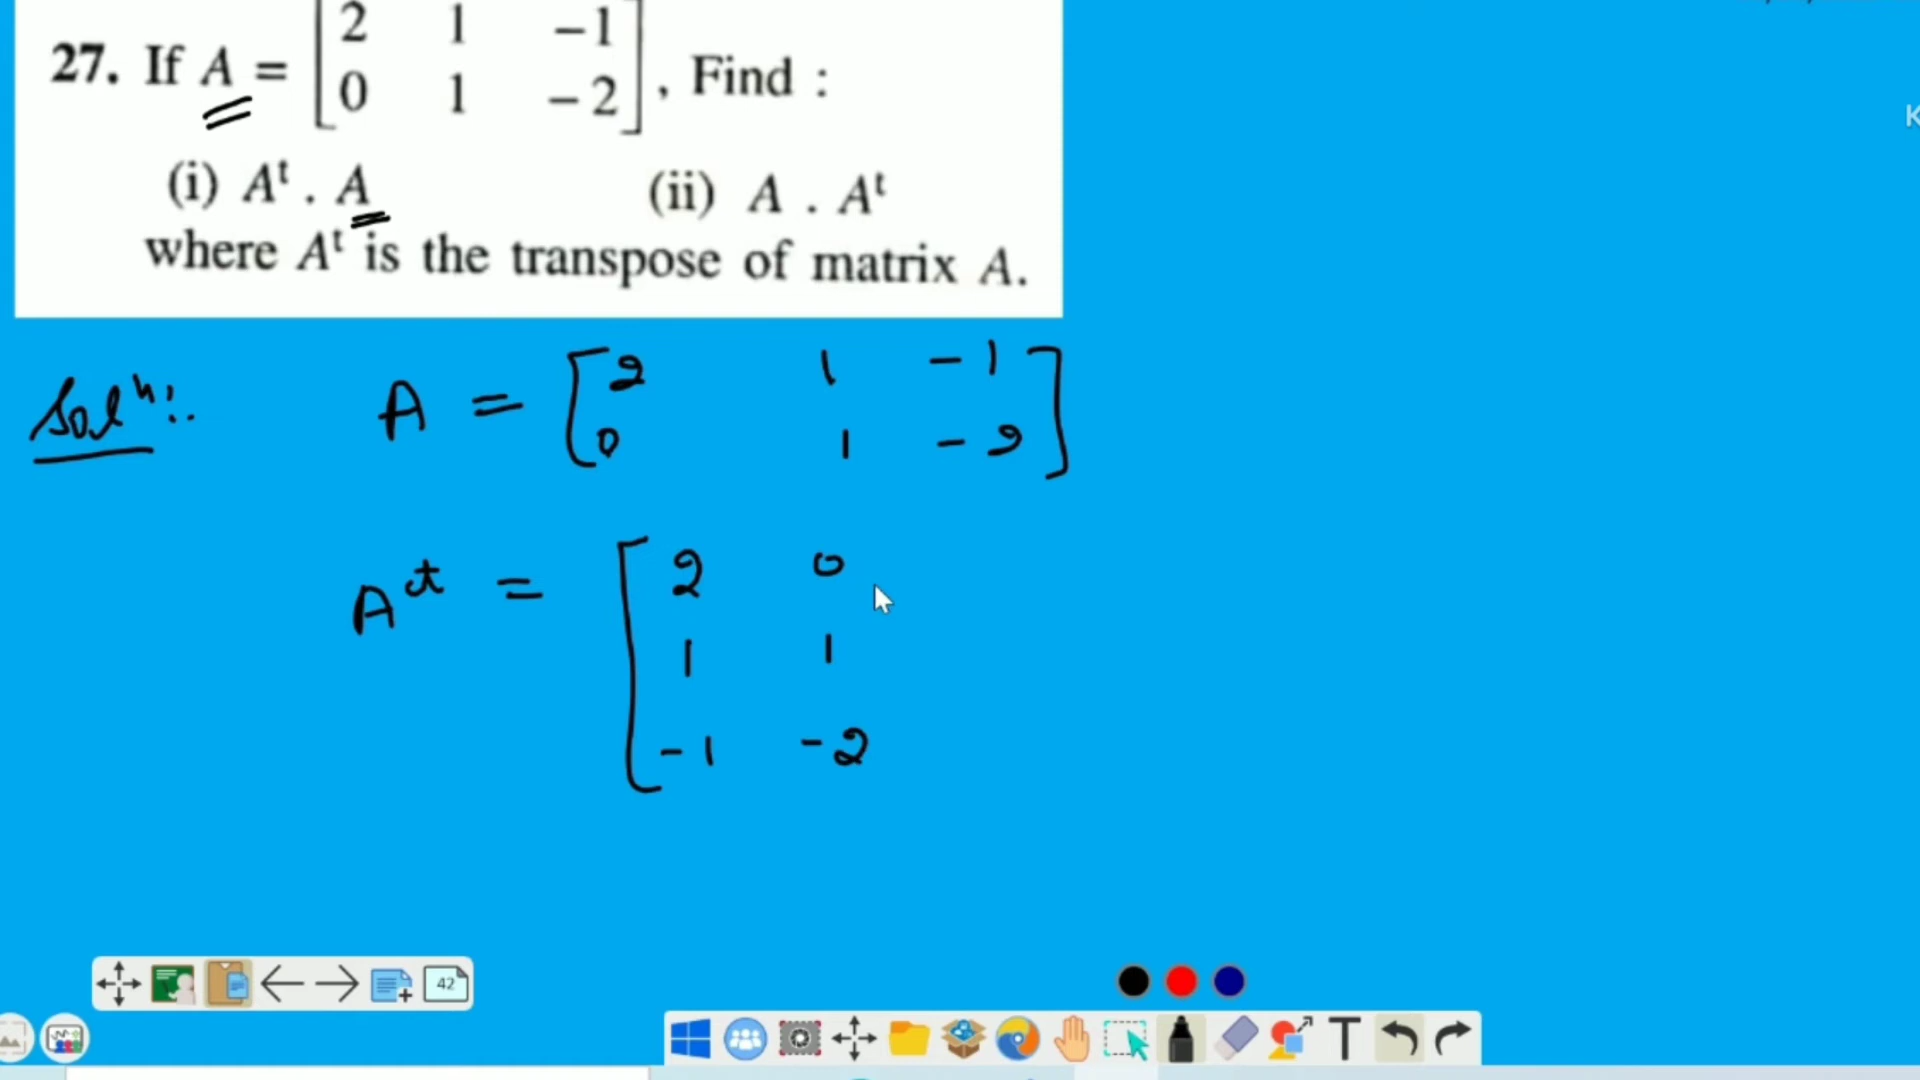 2 1 −1
27. If A = , Find :
0 1 −2
(i) Aᵗ . A (ii) A . Aᵗ
where Aᵗ is the transpose of matrix A.
Solⁿ:. A = [2 1 -1
0 1 -2]
Aᵗ = [2 0
1 1
-1 -2
42
T
K